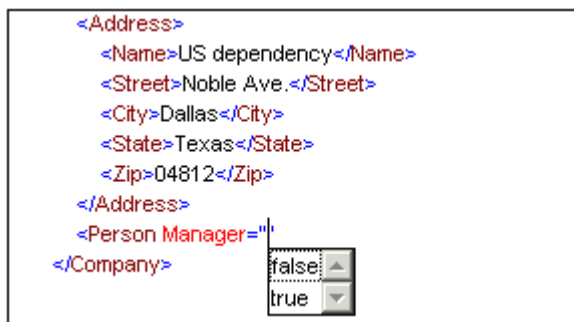 <Address>
<Name>US dependency</Name>
<Street>Noble Ave.</Street>
<City>Dallas</City>
<State>Texas</State>
<Zip>04812</Zip>
</Address>
<Person Manager=""
</Company>
false
true